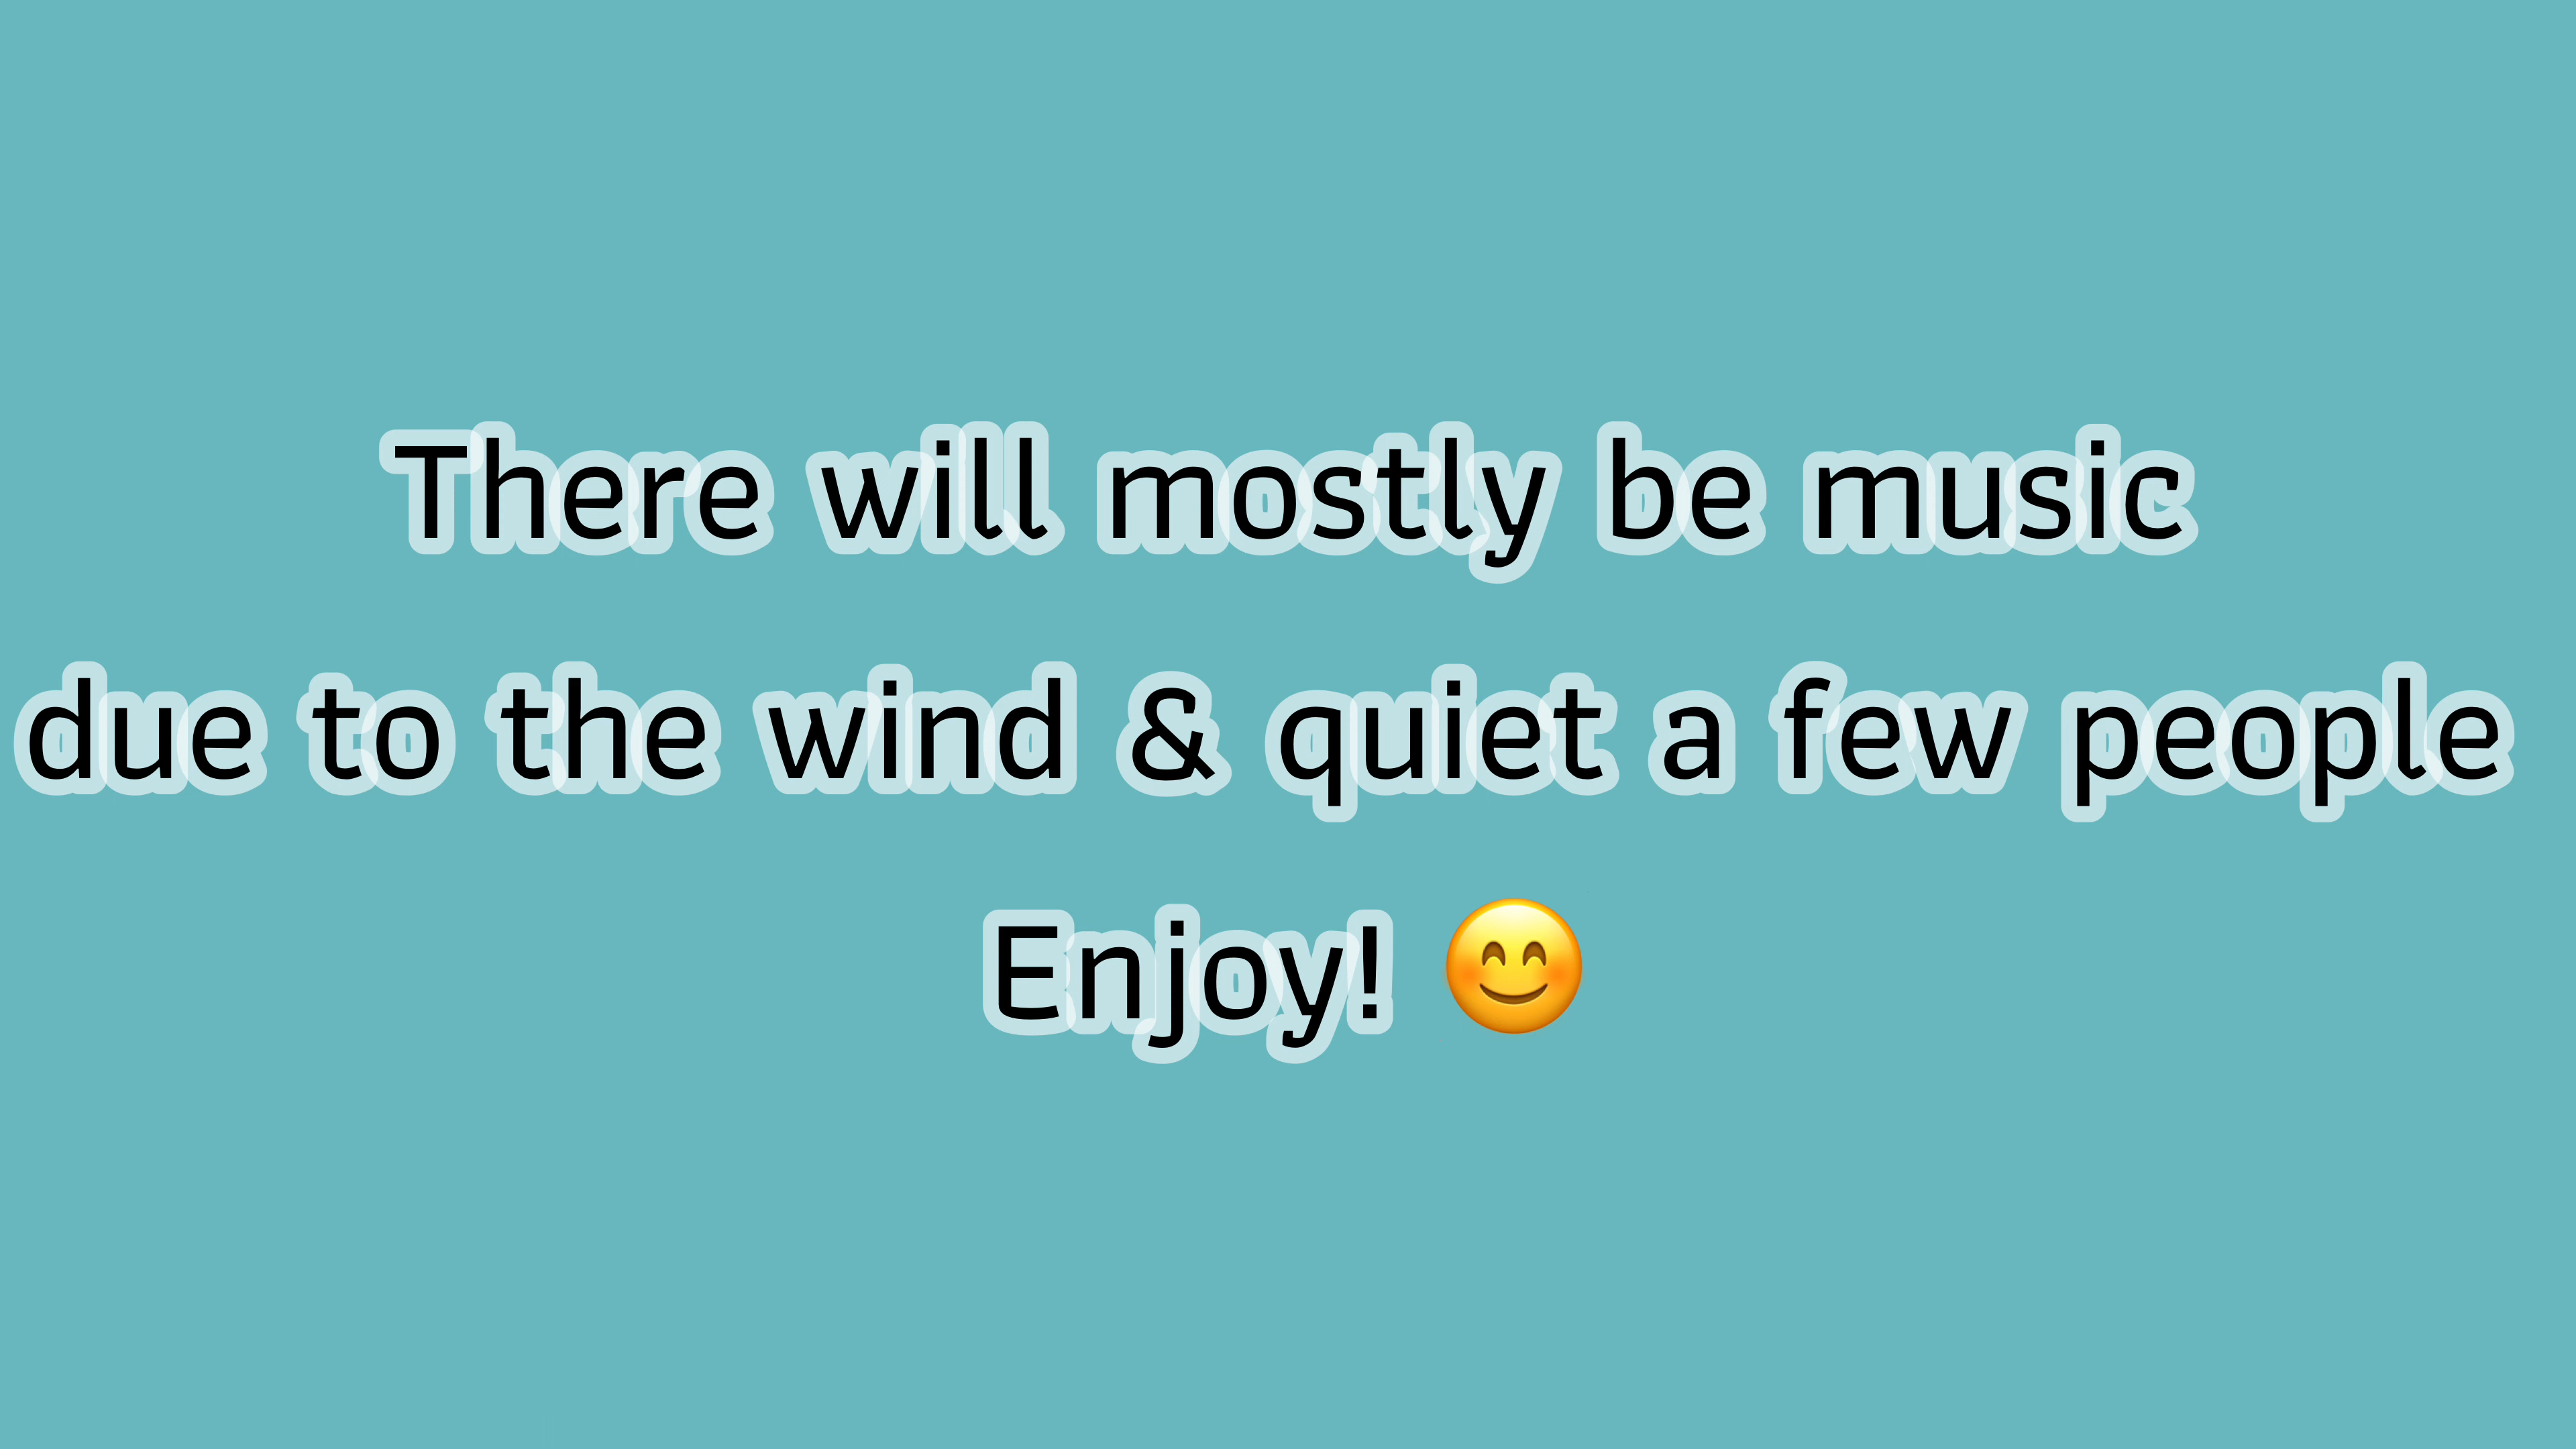 There will mostly be music
due to the wind & quiet a few people
Enjoy! 😊